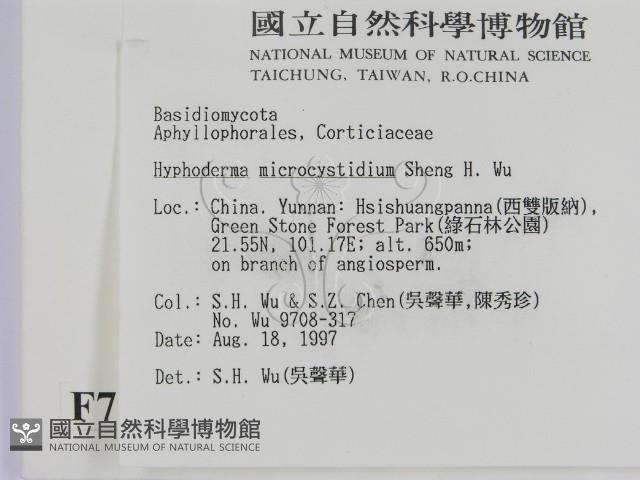 國立自然科學博物館
NATIONAL MUSEUM OF NATURAL SCIENCE
TAICHUNG, TAIWAN, R.O.CHINA
Basidiomycota
Aphyllophorales, Corticiaceae
Hyphoderma microcystidium Sheng H. Wu
Loc.: China. Yunnan: Hsishuangpanna(西雙版納),
Green Stone Forest Park(綠石林公園)
21.55N, 101.17E; alt. 650m;
on branch of angiosperm.
Col.: S.H. Wu & S.Z. Chen(吳聲華,陳秀珍)
No. Wu 9708-317
Date: Aug. 18, 1997
Det.: S.H. Wu(吳聲華)
F7
國立自然科學博物館
NATIONAL MUSEUM OF NATURAL SCIENCE